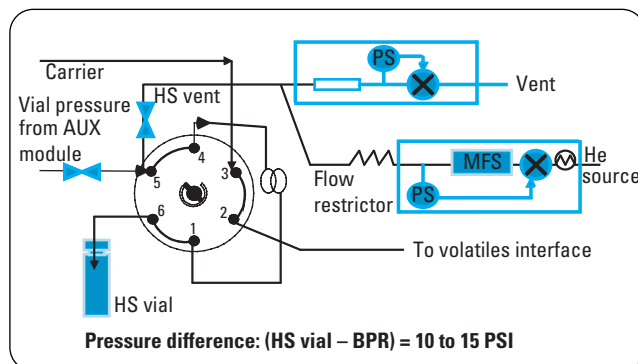 Carrier
HS vent
Vial pressure
from AUX
module
PS
Vent
MFS
He
source
PS
Flow
restrictor
4
5
3
6
2
1
To volatiles interface
HS vial
Pressure difference: (HS vial – BPR) = 10 to 15 PSI